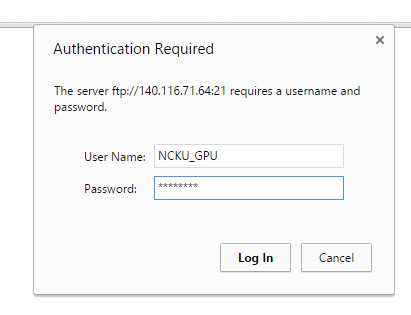 Authentication Required
The server ftp://140.116.71.64:21 requires a username and
password.
User Name: NCKU_GPU
Password: ********
Log In Cancel